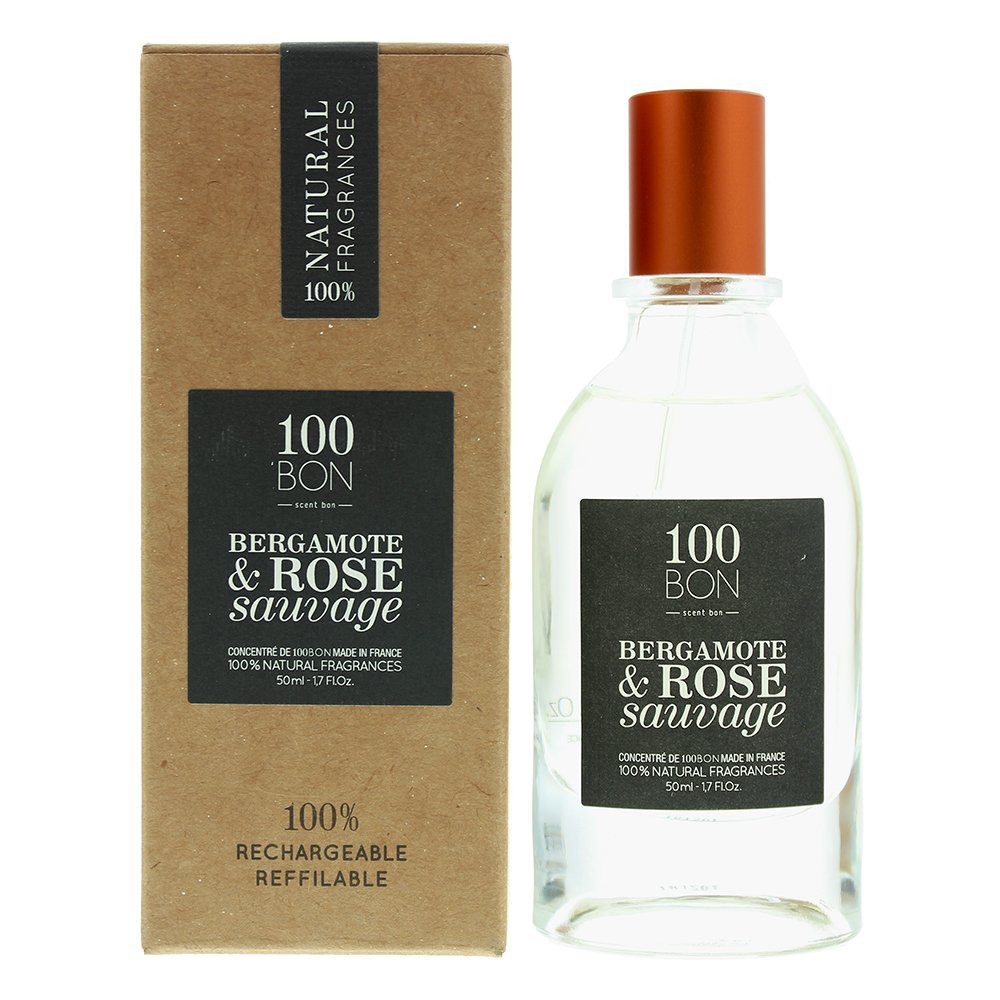 NATURAL
FRAGRANCES
100%
100
BON
scent bon
BERGAMOTE
& ROSE
sauvage
CONCENTRÉ DE 100BON MADE IN FRANCE
100% NATURAL FRAGRANCES
50ml - 1,7 Fl.Oz.
100%
RECHARGEABLE
REFFILABLE
100
BON
scent bon
BERGAMOTE
& ROSE
sauvage
CONCENTRÉ DE 100BON MADE IN FRANCE
100% NATURAL FRAGRANCES
50ml - 1,7 Fl.Oz.